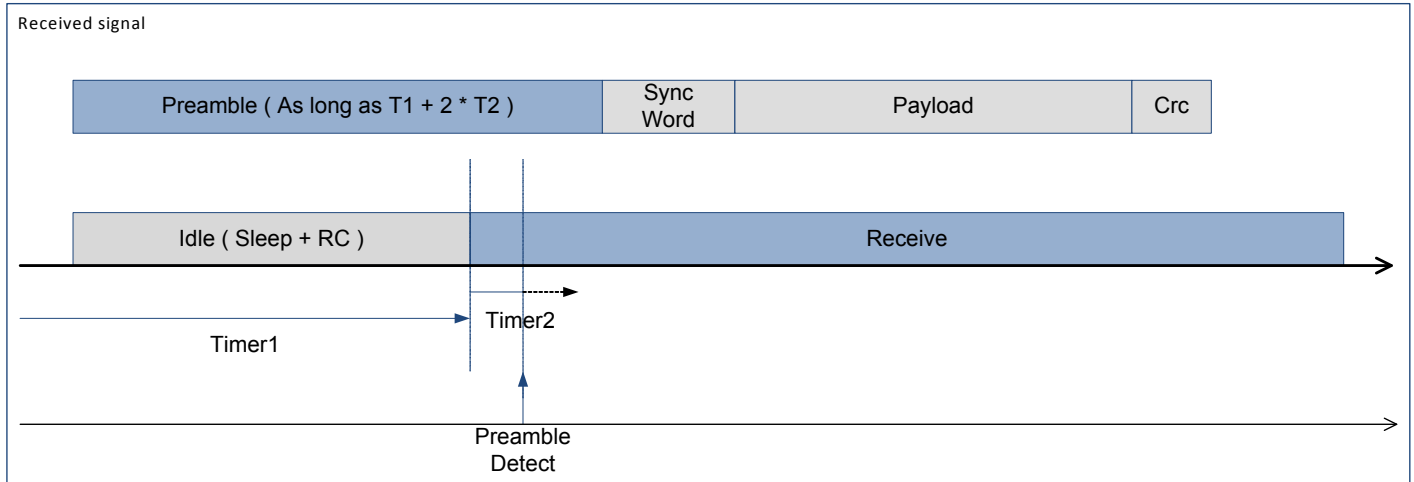 Received signal
Preamble ( As long as T1 + 2 * T2 )
Sync
Word
Payload
Crc
Idle ( Sleep + RC )
Receive
Timer2
Timer1
Preamble
Detect